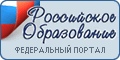 Российское
Образование
ФЕДЕРАЛЬНЫЙ ПОРТАЛ